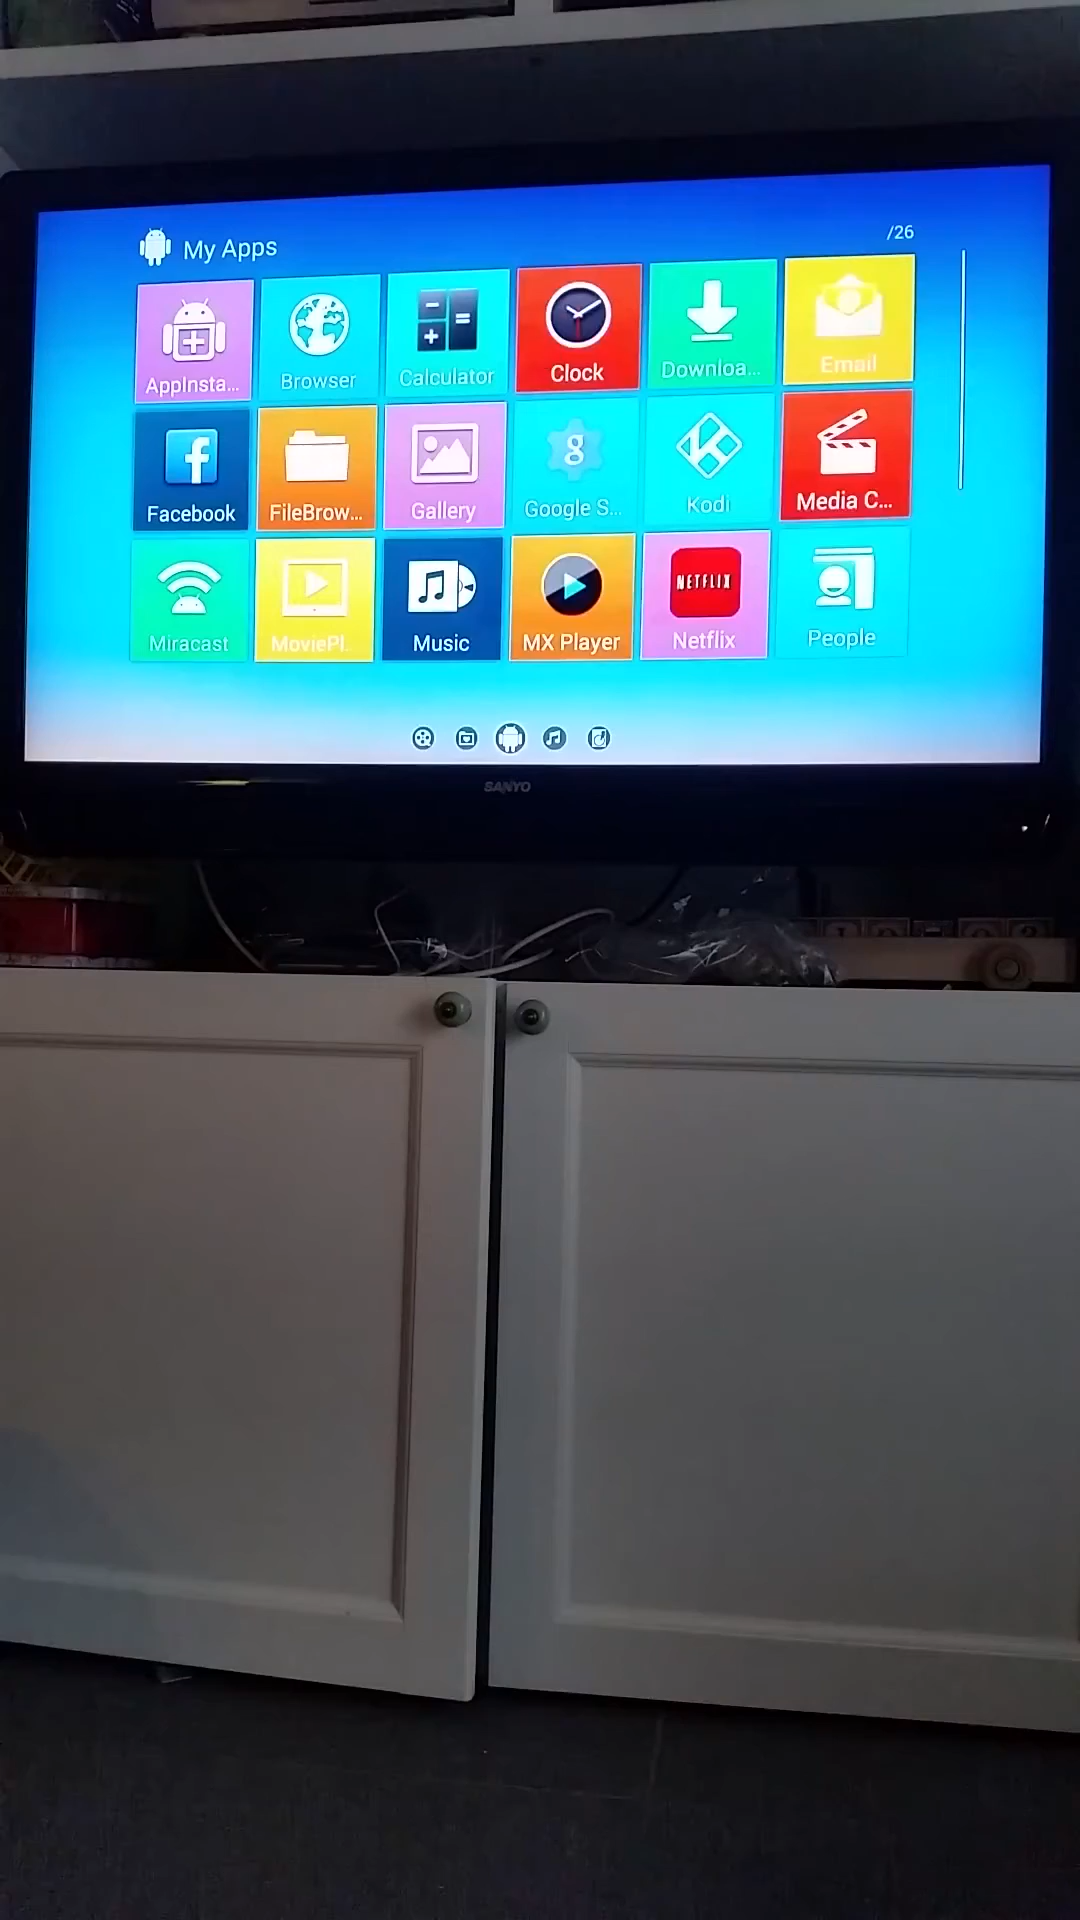 My Apps
/26
AppInsta...
Browser
Calculator
Clock
Downloa...
Email
Facebook
FileBrow...
Gallery
g
Google S...
Kodi
Media C...
Miracast
MoviePl..
Music
MX Player
NETFLIX
Netflix
People
SANYO